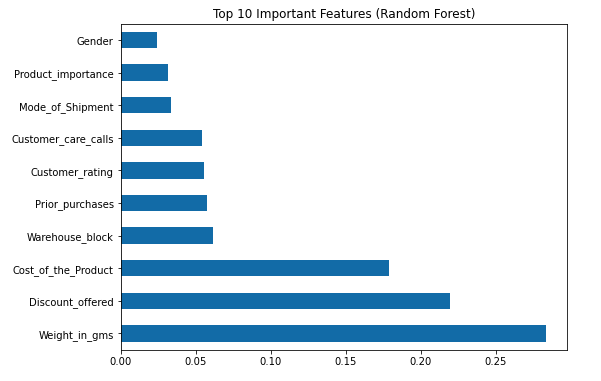 Top 10 Important Features (Random Forest)
Gender
Product_importance
Mode_of_Shipment
Customer_care_calls
Customer_rating
Prior_purchases
Warehouse_block
Cost_of_the_Product
Discount_offered
Weight_in_gms
0.00 0.05 0.10 0.15 0.20 0.25